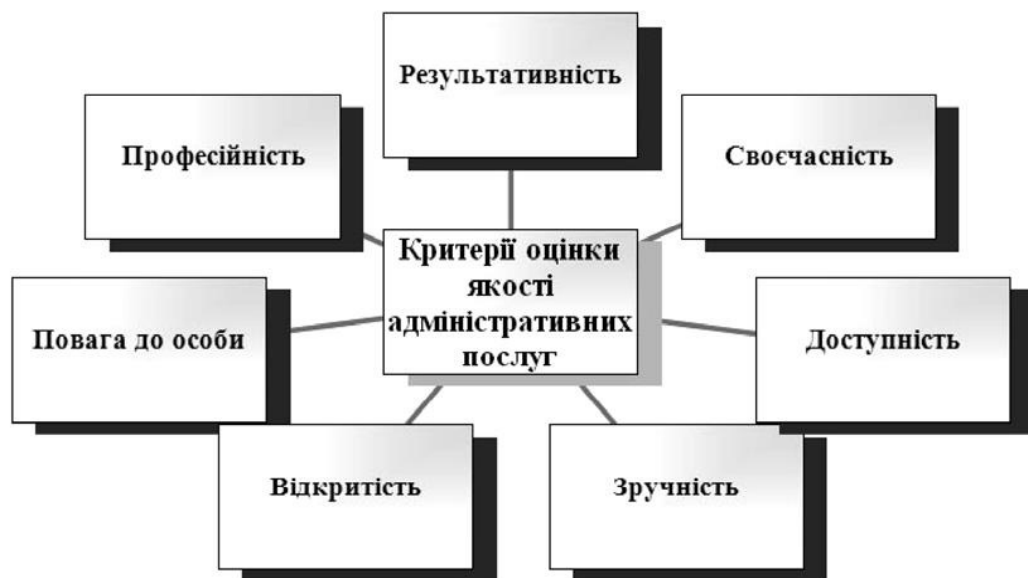 Результативність
Професійність
Своєчасність
Критерії оцінки
якості
адміністративних
послуг
Повага до особи
Доступність
Відкритість
Зручність